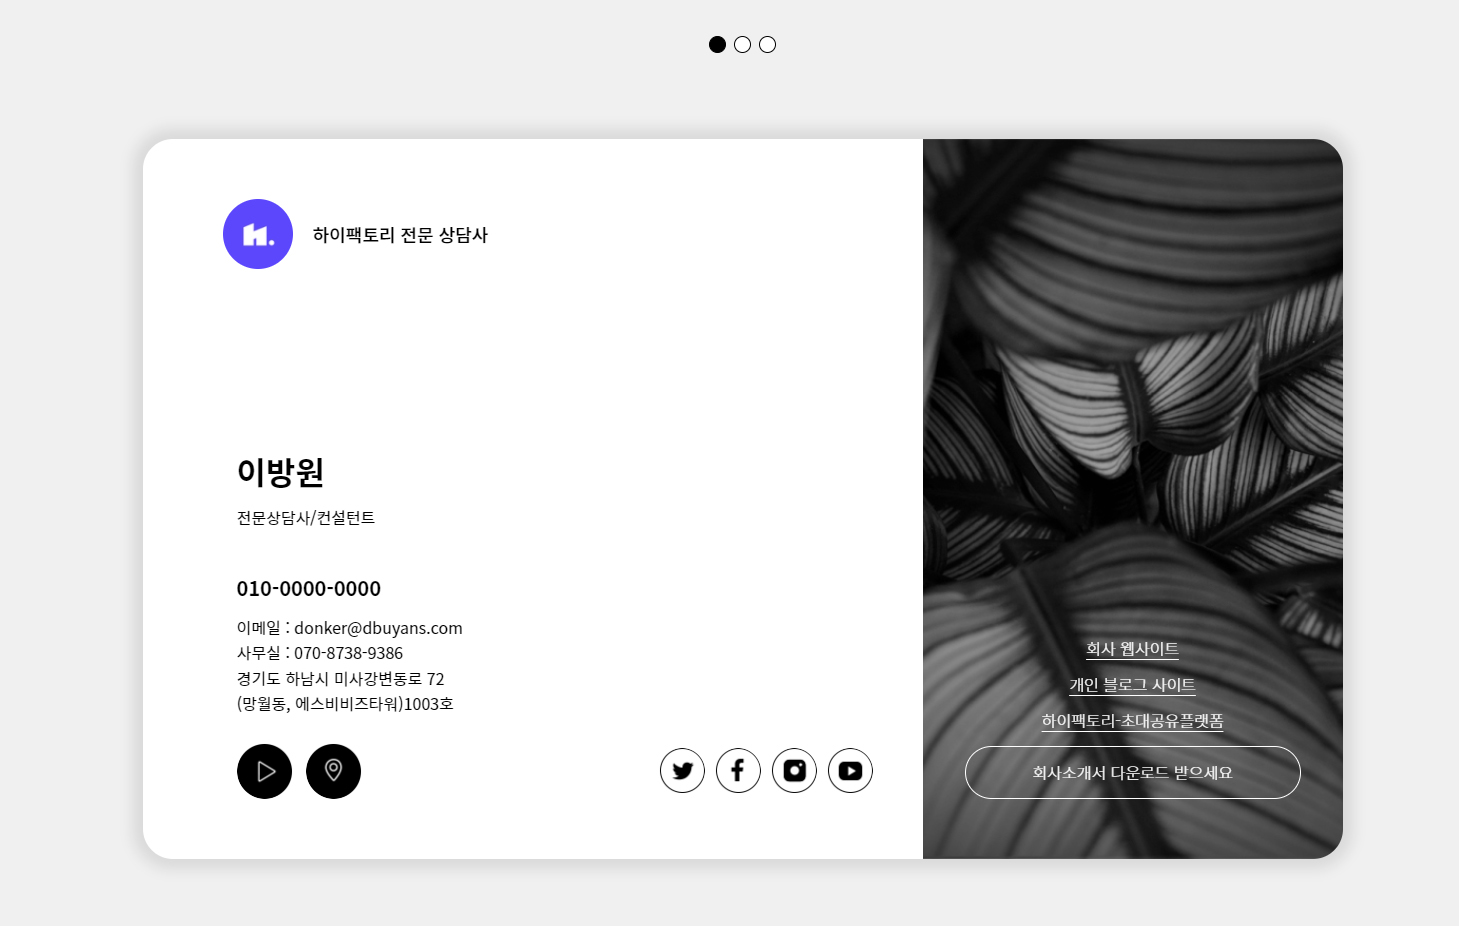 하이팩토리 전문 상담사
이방원
전문상담사/컨설턴트
010-0000-0000
이메일 : donker@dbuyans.com
사무실 : 070-8738-9386
경기도 하남시 미사강변동로 72
(망월동, 에스비비즈타워)1003호
회사 웹사이트
개인 블로그 사이트
하이팩토리-초대공유플랫폼
회사소개서 다운로드 받으세요